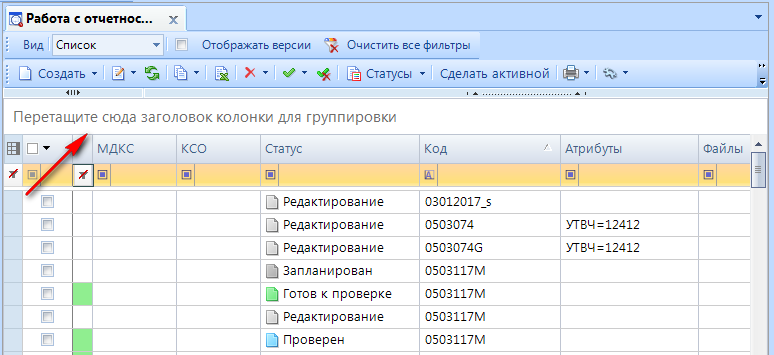 Работа с отчетнос...
Вид Список Отображать версии Очистить все фильтры
Создать Статусы Сделать активной
Перетащите сюда заголовок колонки для группировки
МДКС КСО Статус Код Атрибуты Файлы
Редактирование 03012017_s
Редактирование 0503074 УТВЧ=12412
Редактирование 0503074G УТВЧ=12412
Запланирован 0503117M
Готов к проверке 0503117M
Редактирование 0503117M
Проверен 0503117M